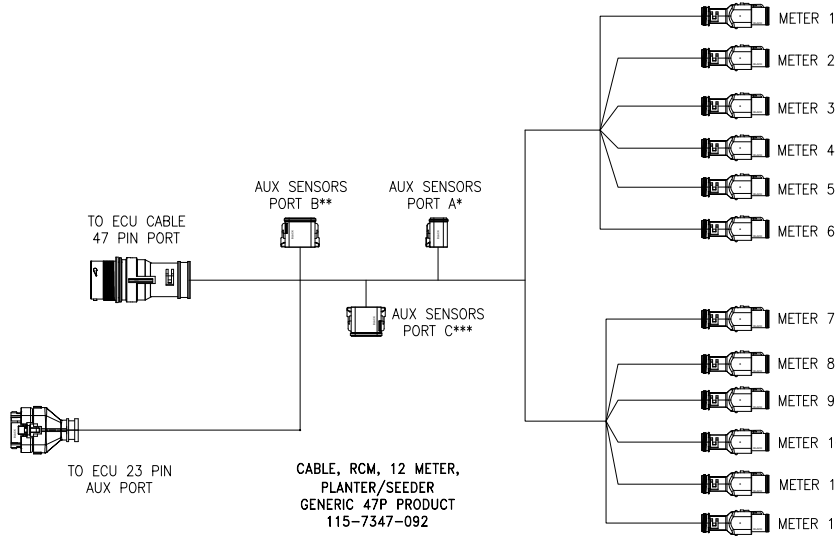 METER 1
METER 2
METER 3
METER 4
METER 5
METER 6
AUX SENSORS
PORT B**
AUX SENSORS
PORT A*
TO ECU CABLE
47 PIN PORT
AUX SENSORS
PORT C***
METER 7
METER 8
METER 9
METER 1
METER 1
METER 1
TO ECU 23 PIN
AUX PORT
CABLE, RCM, 12 METER,
PLANTER/SEEDER
GENERIC 47P PRODUCT
115-7347-092